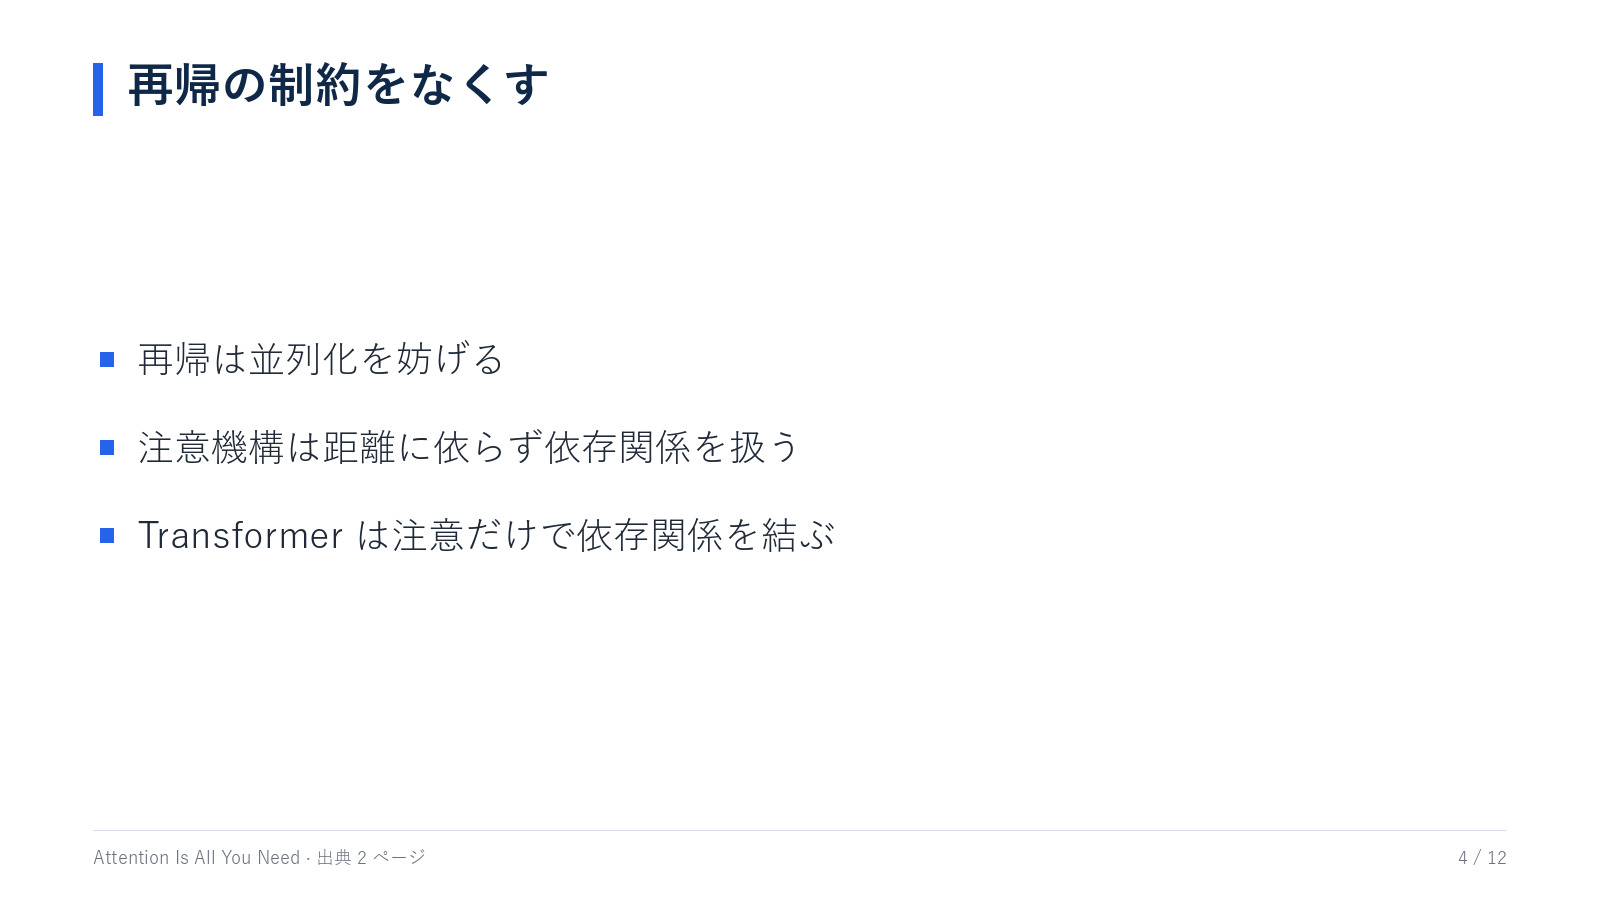 再帰の制約をなくす
再帰は並列化を妨げる
注意機構は距離に依らず依存関係を扱う
Transformer は注意だけで依存関係を結ぶ
Attention Is All You Need · 出典 2 ページ
4 / 12